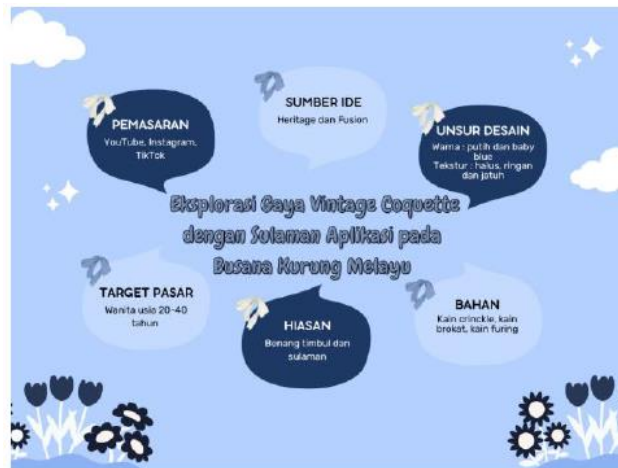 PEMASARAN
YouTube, Instagram,
TikTok
SUMBER IDE
Heritage dan Fusion
UNSUR DESAIN
Warna : putih dan baby
blue
Tekstur : halus, ringan
dan jatuh
Eksplorasi Gaya Vintage Coquette
dengan Sulaman Aplikasi pada
Busana Kurung Melayu
TARGET PASAR
Wanita usia 20-40
tahun
HIASAN
Benang timbul dan
sulaman
BAHAN
Kain crinckle, kain
brokat, kain furing